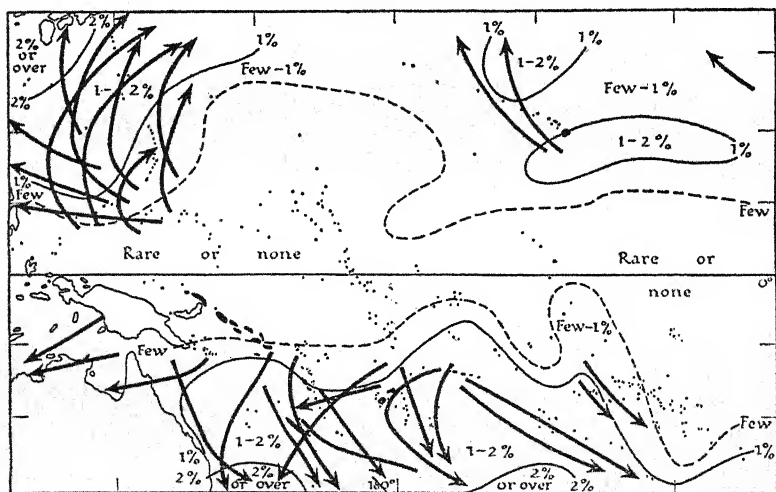 2%
2%
or
over
2%
1–2%
1%
Few–1%
1%
1–2%
1%
Few–1%
1–2%
1%
1%
Few
Few
Rare or none
Rare or
none
0°
Few–1%
Few
Few
1%
1–2%
1–2%
1%
2%
2%
or over
180°
2%
or over
2%